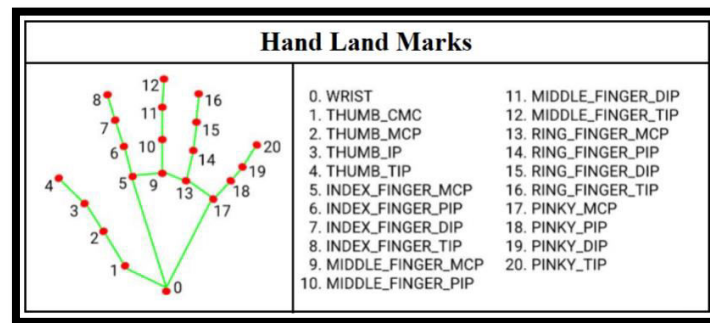 Hand Land Marks
12
16
8
11
7
15
20
10
6
14
19
4
5
9
13
18
3
17
2
1
0
0. WRIST
1. THUMB_CMC
2. THUMB_MCP
3. THUMB_IP
4. THUMB_TIP
5. INDEX_FINGER_MCP
6. INDEX_FINGER_PIP
7. INDEX_FINGER_DIP
8. INDEX_FINGER_TIP
9. MIDDLE_FINGER_MCP
10. MIDDLE_FINGER_PIP
11. MIDDLE_FINGER_DIP
12. MIDDLE_FINGER_TIP
13. RING_FINGER_MCP
14. RING_FINGER_PIP
15. RING_FINGER_DIP
16. RING_FINGER_TIP
17. PINKY_MCP
18. PINKY_PIP
19. PINKY_DIP
20. PINKY_TIP